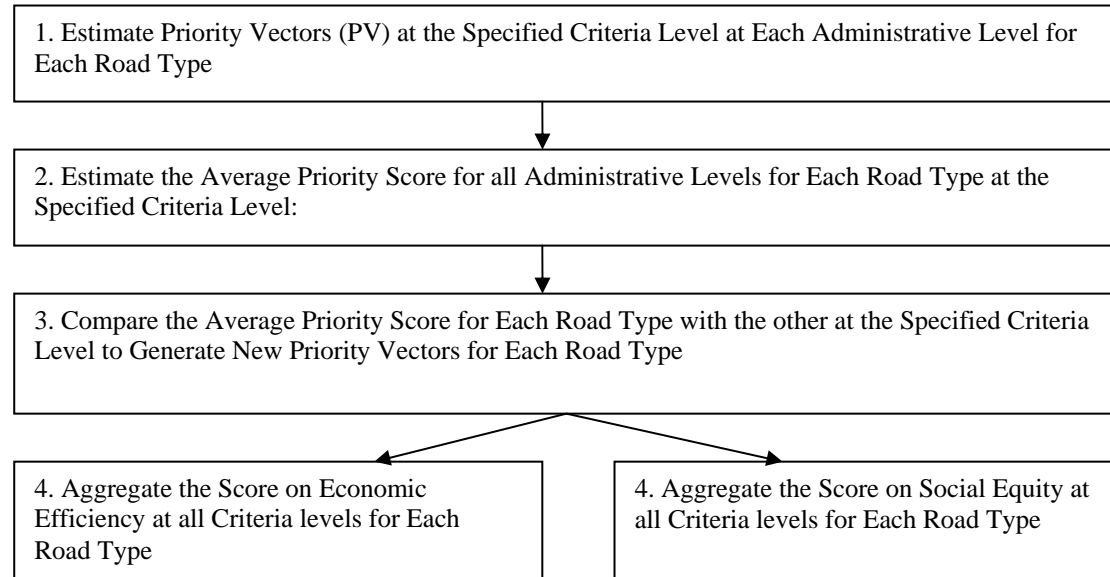 1. Estimate Priority Vectors (PV) at the Specified Criteria Level at Each Administrative Level for
Each Road Type
2. Estimate the Average Priority Score for all Administrative Levels for Each Road Type at the
Specified Criteria Level:
3. Compare the Average Priority Score for Each Road Type with the other at the Specified Criteria
Level to Generate New Priority Vectors for Each Road Type
4. Aggregate the Score on Economic
Efficiency at all Criteria levels for Each
Road Type
4. Aggregate the Score on Social Equity at
all Criteria levels for Each Road Type